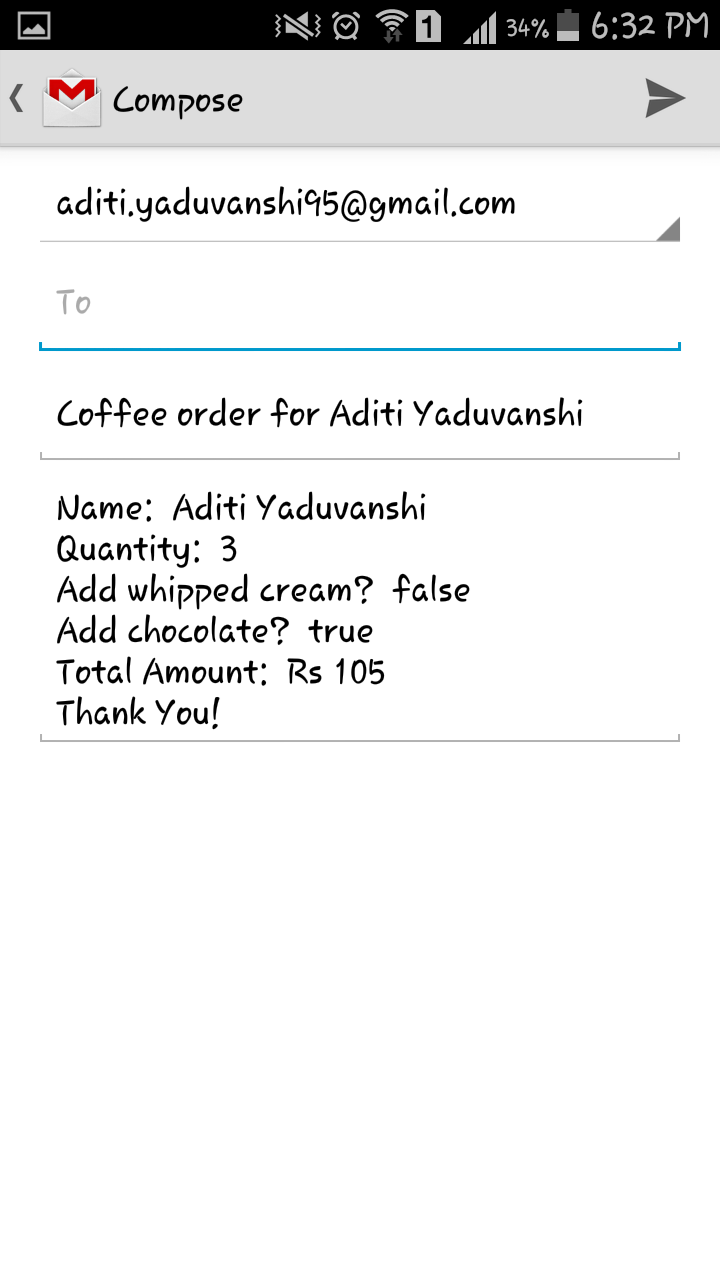 1 34% 6:32 PM
Compose
aditi.yaduvanshi95@gmail.com
To
Coffee order for Aditi Yaduvanshi
Name: Aditi Yaduvanshi
Quantity: 3
Add whipped cream? false
Add chocolate? true
Total Amount: Rs 105
Thank You!